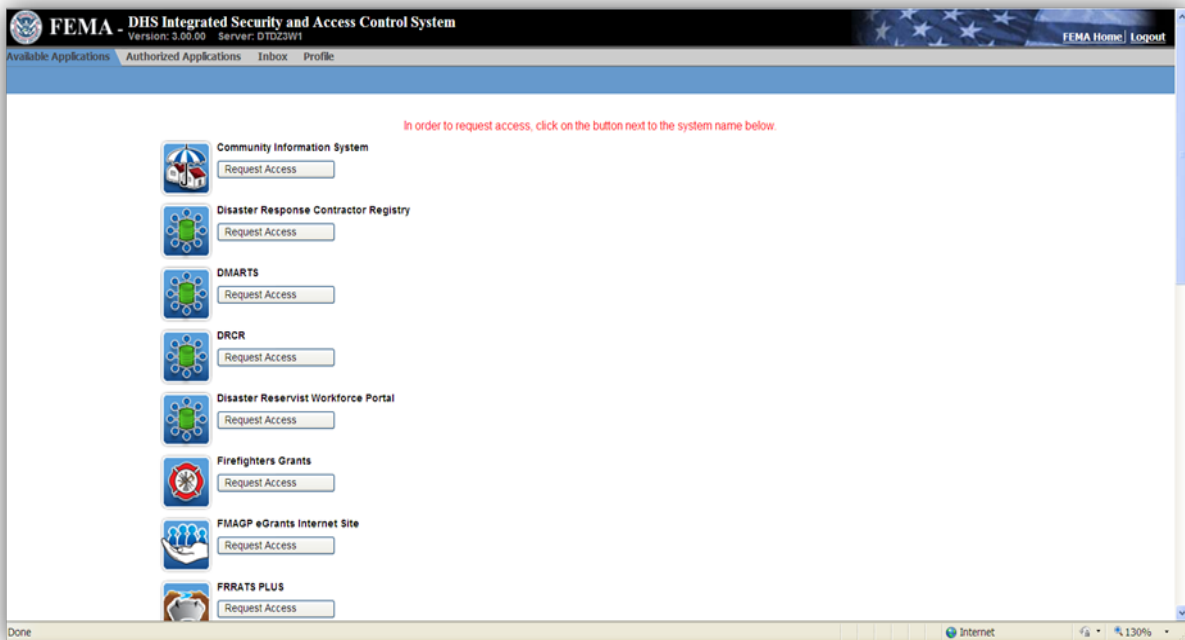 FEMA - DHS Integrated Security and Access Control System
Version: 3.00.00 Server: DTDZ3W1
FEMA Home| Logout
Available Applications Authorized Applications Inbox Profile
In order to request access, click on the button next to the system name below.
Community Information System
Request Access
Disaster Response Contractor Registry
Request Access
DMARTS
Request Access
DRCR
Request Access
Disaster Reservist Workforce Portal
Request Access
Firefighters Grants
Request Access
FMAGP eGrants Internet Site
Request Access
FRRATS PLUS
Request Access
Done Internet 130%